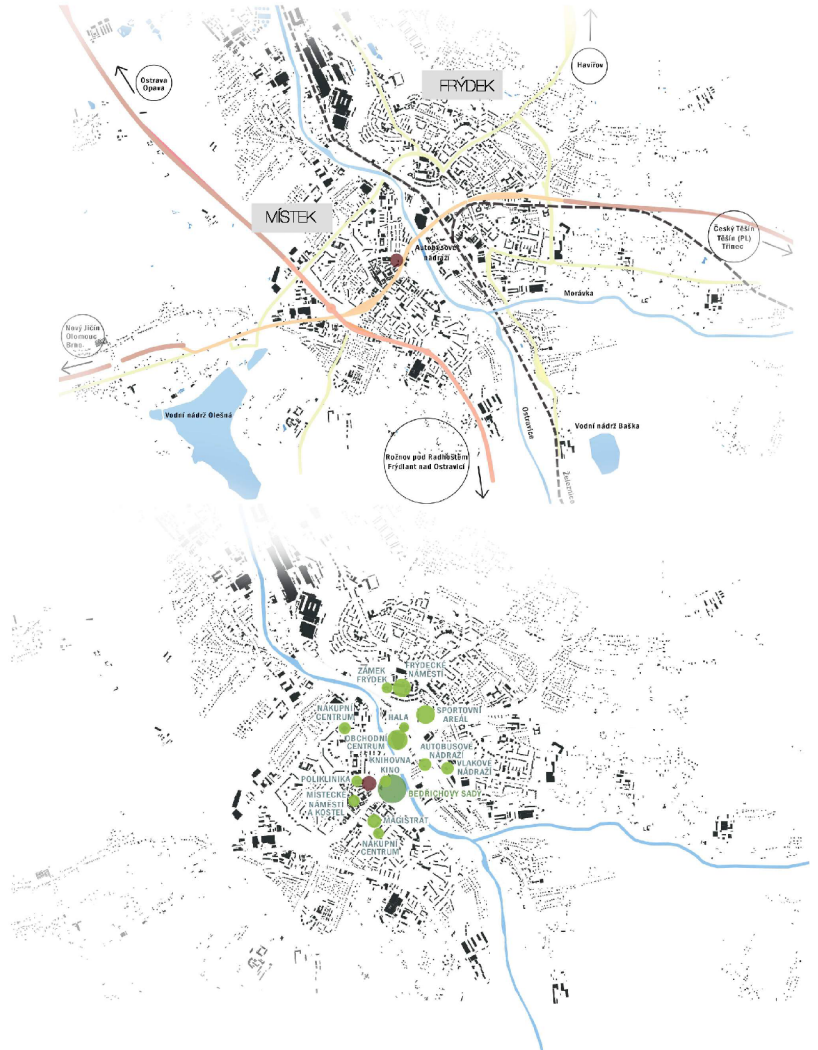 FRÝDEK
Havířov
Ostrava
Opava
MÍSTEK
Český Těšín
Těšín (PL)
Třinec
Autobusové
nádraží
Morávka
Nový Jičín
Olomouc
Brno
Vodní nádrž Olešná
Ostravice
Vodní nádrž Baška
Rožnov pod Radhoštěm
Frýdlant nad Ostravicí
Železnice
ZÁMEK
FRÝDEK
FRÝDECKÉ
NÁMĚSTÍ
NÁKUPNÍ
CENTRUM
HALA
SPORTOVNÍ
AREÁL
OBCHODNÍ
CENTRUM
AUTOBUSOVÉ
NÁDRAŽÍ
KNIHOVNA
KINO
VLAKOVÉ
NÁDRAŽÍ
POLIKLINIKA
BEDŘICHOVY SADY
MÍSTECKÉ
NÁMĚSTÍ
A KOSTEL
MAGISTRÁT
NÁKUPNÍ
CENTRUM